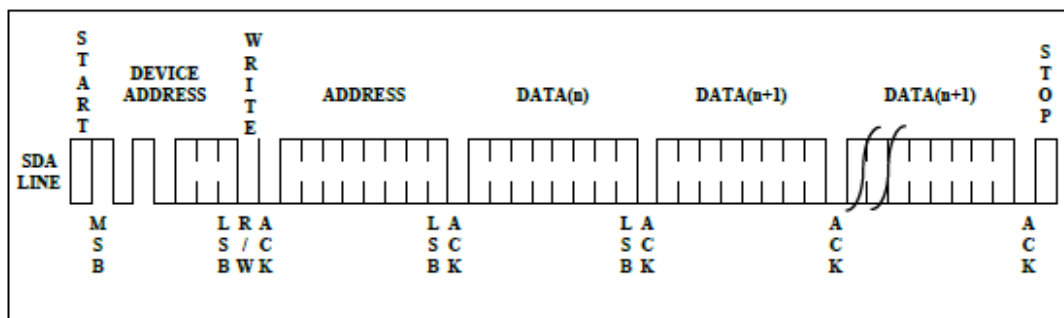 START
DEVICE
ADDRESS
WRITE
ADDRESS
DATA(n)
DATA(n+1)
DATA(n+1)
STOP
SDA
LINE
MSB
LSB
R/W
ACK
LSB
ACK
LSB
ACK
ACK
ACK